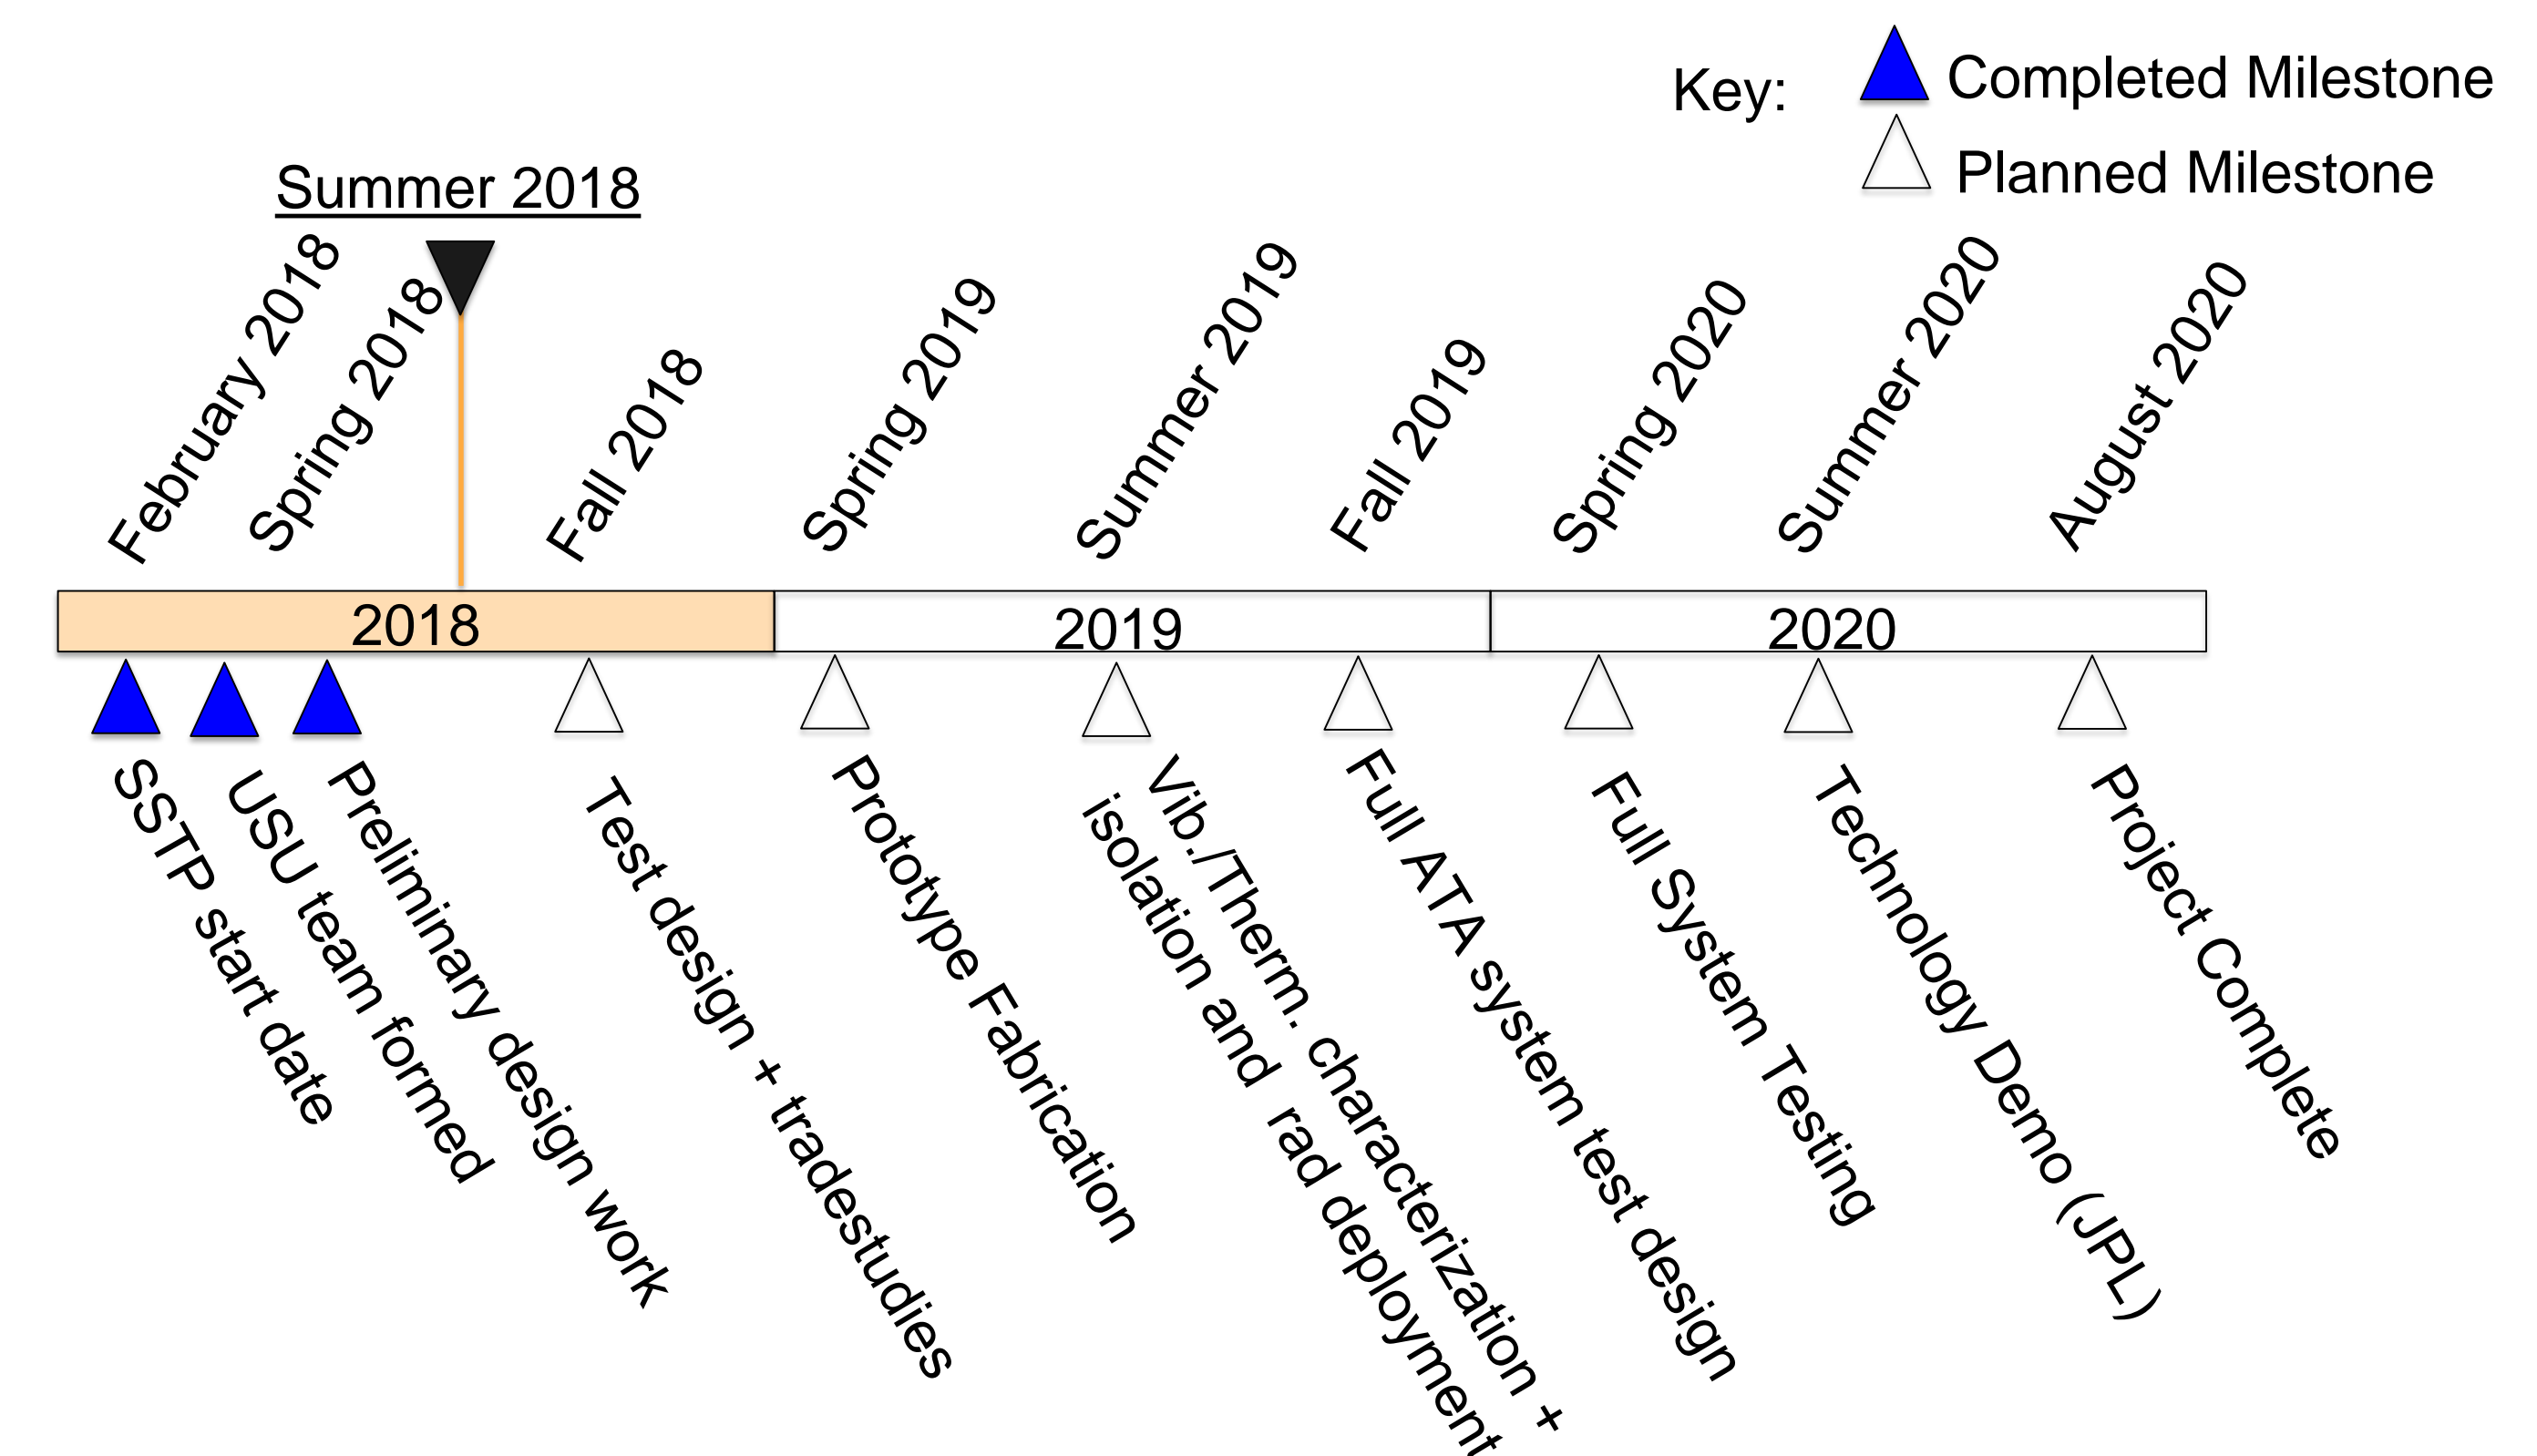 Key:
Completed Milestone
Planned Milestone
Summer 2018
February 2018
Spring 2018
Fall 2018
Spring 2019
Summer 2019
Fall 2019
Spring 2020
Summer 2020
August 2020
2018
2019
2020
SSTP start date
USU team formed
Preliminary design work
Test design + tradestudies
Prototype Fabrication
Vib./Therm. characterization +
isolation and rad deployment
Full ATA system test design
Full System Testing
Technology Demo (JPL)
Project Complete